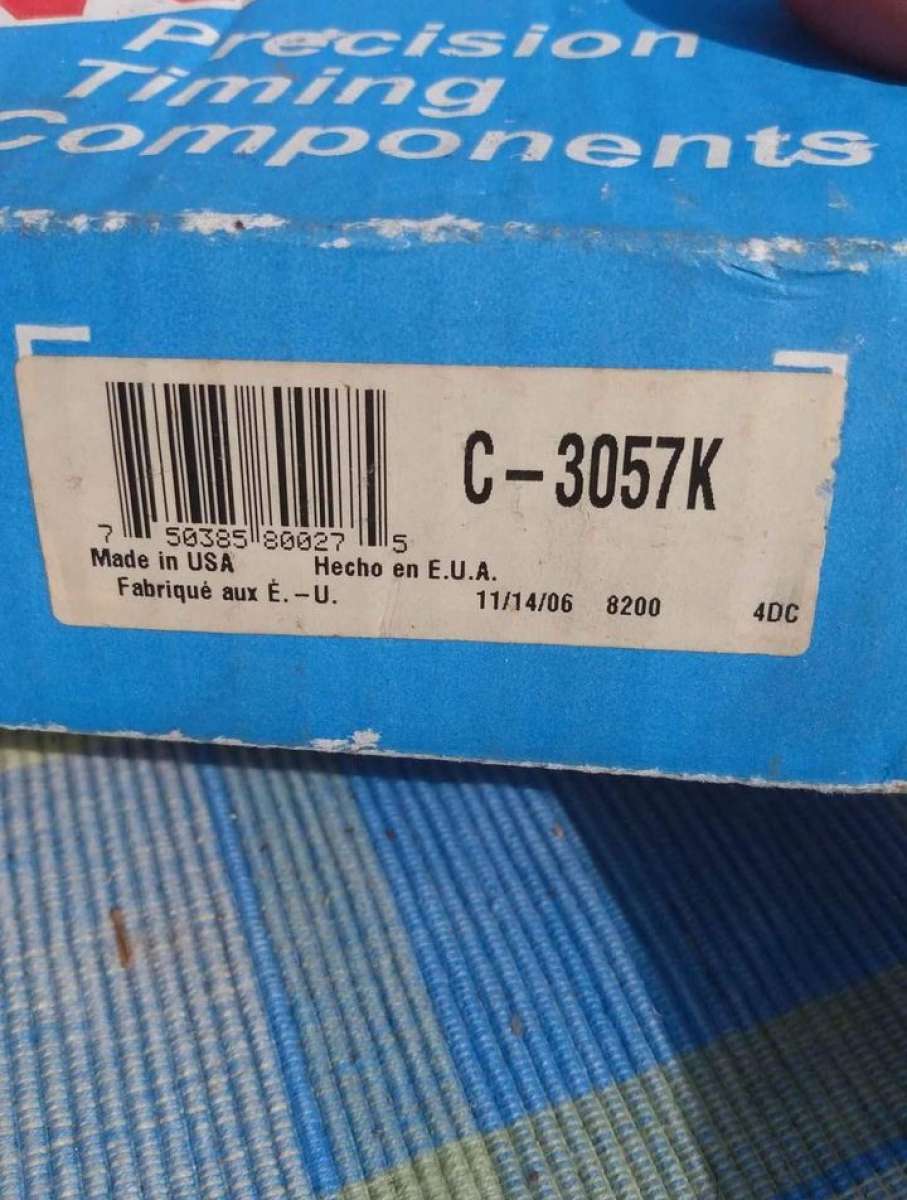 Precision
Timing
Components
C-3057K
7 50385 80027 5
Made in USA Hecho en E.U.A.
Fabriqué aux É.-U.
11/14/06 8200 4DC